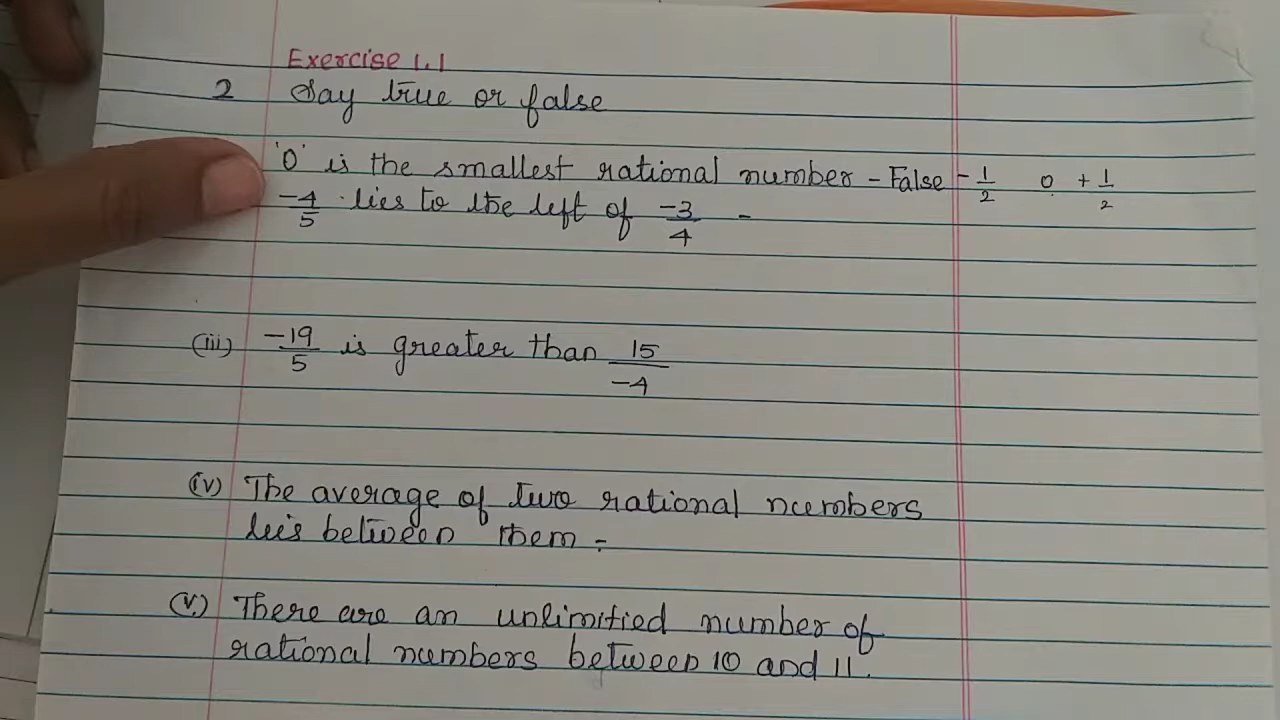 Exercise 1.1
2 Say true or false
'0' is the smallest rational number - False - 1/2 0 + 1/2
-4/5 lies to the left of -3/4 -
(iii) -19/5 is greater than 15/-4
(iv) The average of two rational numbers
lies between them -
(v) There are an unlimitied number of
rational numbers between 10 and 11.